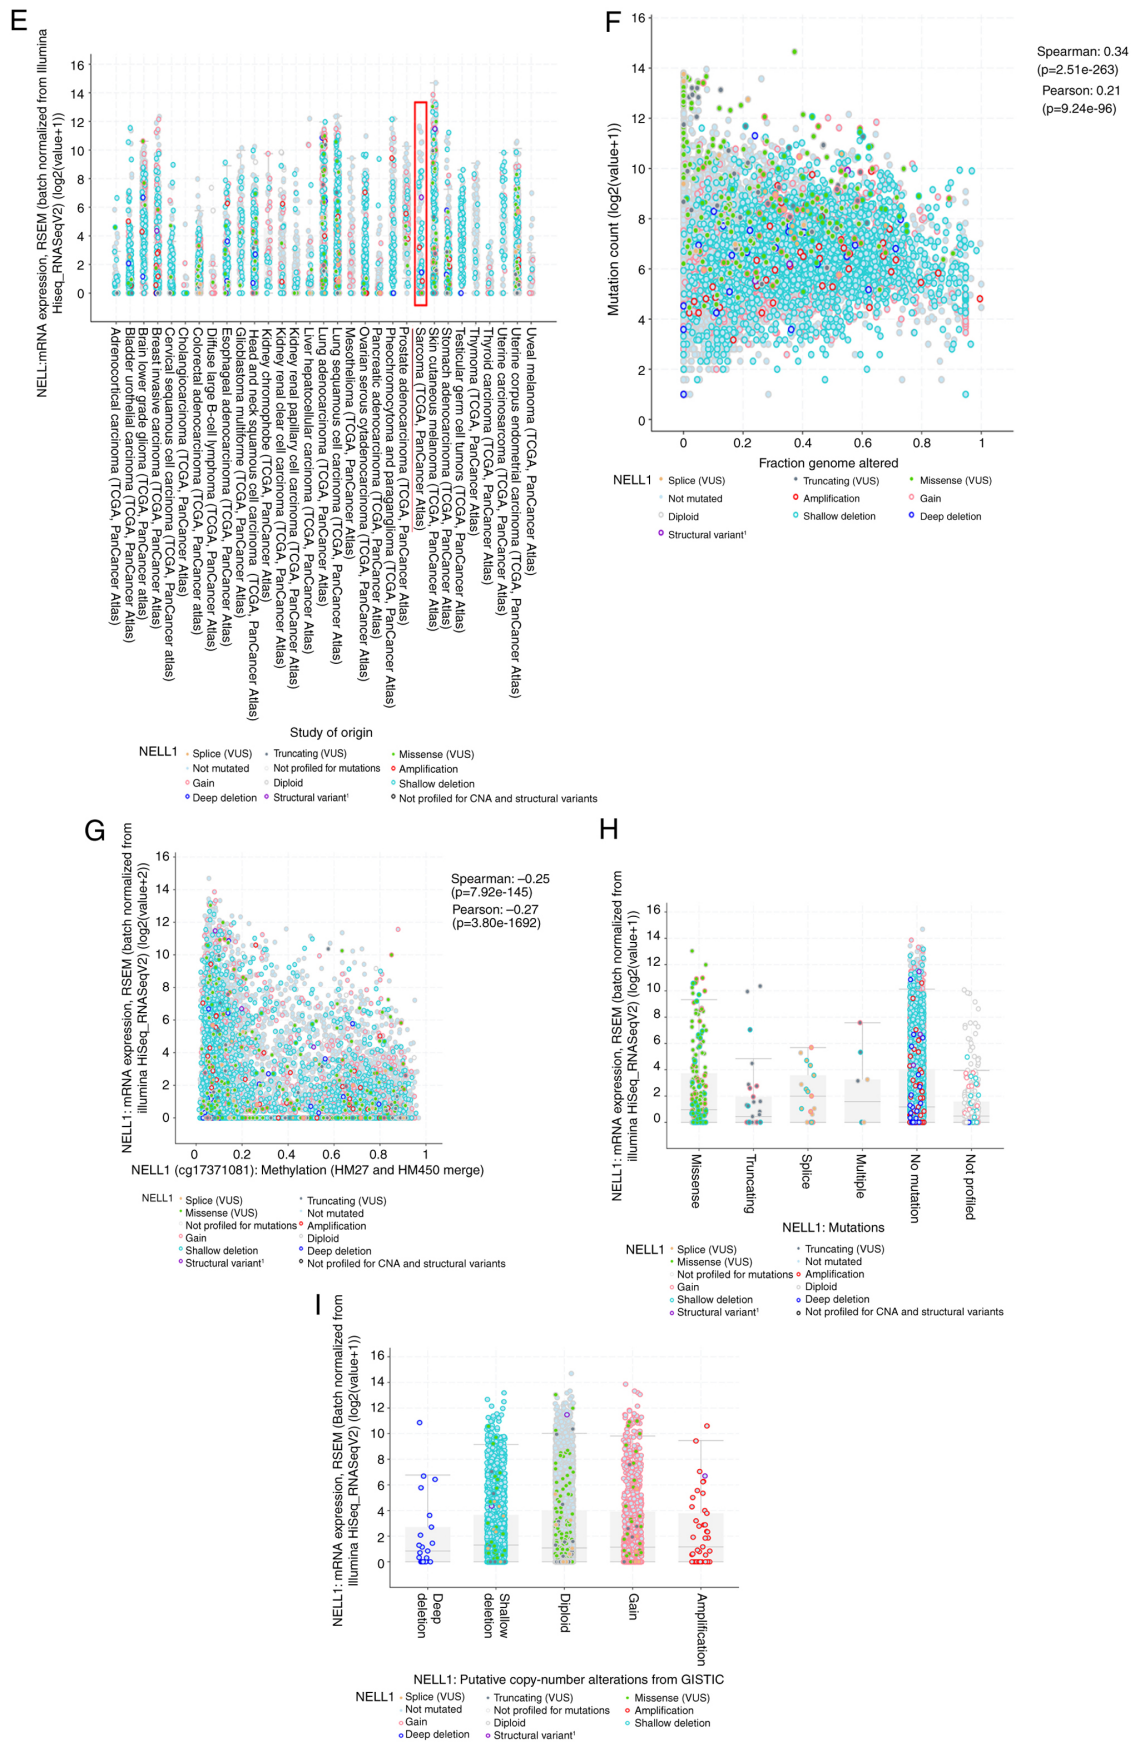 E
NELL:mRNA expression, RSEM (batch normalized from Illumina
HiSeq_RNASeqV2) (log2(value+1))
16
14
12
10
8
6
4
2
0
Adrenocortical carcinoma (TCGA, PanCancer Atlas)
Bladder urothelial carcinoma (TCGA, PanCancer Atlas)
Brain lower grade glioma (TCGA, PanCancer atlas)
Breast invasive carcinoma (TCGA, PanCancer Atlas)
Cervical sequamous cell carcinoma (TCGA, PanCancer Atlas)
Cholangiocarcinoma (TCGA, PanCancer Atlas)
Colorectal adenocarcinoma (TCGA, PanCancer atlas)
Diffuse large B-cell lymphoma (TCGA, PanCancer Atlas)
Esophageal adenocarcinoma (TCGA, PanCancer Atlas)
Glioblastoma multiforme (TCGA, PanCancer Atlas)
Head and neck squamous cell carcinoma (TCGA, PanCancer Atlas)
Kidney chromophobe (TCGA, PanCancer Atlas)
Kidney renal clear cell carcinoma (TCGA, PanCancer Atlas)
Kidney renal papillary cell carcinoma (TCGA, PanCancer Atlas)
Liver hepatocellular carcinoma (TCGA, PanCancer Atlas)
Lung adenocarcinoma (TCGA, PanCancer Atlas)
Lung sequamous cell carcinoma (TCGA, PanCancer Atlas)
Mesothelioma (TCGA, PanCancer Atlas)
Ovarian serous cytadenocarcinoma (TCGA, PanCancer Atlas)
Pancreatic adenocarcinoma (TCGA, PanCancer Atlas)
Pheochromocytoma and paraganglioma (TCGA, PanCancer Atlas)
Prostate adenocarcinoma (TCGA, PanCancer Atlas)
Sarcoma (TCGA, PanCancer Atlas)
Skin cutaneous melanoma (TCGA, PanCancer Atlas)
Stomach adenocarcinoma (TCGA, PanCancer Atlas)
Testicular germ cell tumors (TCGA, PanCancer Atlas)
Thymoma (TCGA, PanCancer Atlas)
Thyroid carcinoma (TCGA, PanCancer Atlas)
Uterine carcinosarcoma (TCGA, PanCancer Atlas)
Uterine corpus endometrial carcinoma (TCGA, PanCancer Atlas)
Uveal melanoma (TCGA, PanCancer Atlas)
Study of origin
NELL1
Splice (VUS) Truncating (VUS) Missense (VUS)
Not mutated Not profiled for mutations Amplification
Gain Diploid Shallow deletion
Deep deletion Structural variant¹ Not profiled for CNA and structural variants
F
Mutation count (log2(value+1))
16
14
12
10
8
6
4
2
0
0 0.2 0.4 0.6 0.8 1
Fraction genome altered
Spearman: 0.34
(p=2.51e-263)
Pearson: 0.21
(p=9.24e-96)
NELL1
Splice (VUS) Truncating (VUS) Missense (VUS)
Not mutated Amplification Gain
Diploid Shallow deletion Deep deletion
Structural variant¹
G
NELL1: mRNA expression, RSEM (batch normalized from
illumina HiSeq_RNASeqV2) (log2(value+2))
16
14
12
10
8
6
4
2
0
0 0.2 0.4 0.6 0.8 1
NELL1 (cg17371081): Methylation (HM27 and HM450 merge)
Spearman: –0.25
(p=7.92e-145)
Pearson: –0.27
(p=3.80e-1692)
NELL1
Splice (VUS) Truncating (VUS)
Missense (VUS) Not mutated
Not profiled for mutations Amplification
Gain Diploid
Shallow deletion Deep deletion
Structural variant¹ Not profiled for CNA and structural variants
H
NELL1: mRNA expression, RSEM (batch normalized from
illumina HiSeq_RNASeqV2) (log2(value+1))
16
14
12
10
8
6
4
2
0
Missense
Truncating
Splice
Multiple
No mutation
Not profiled
NELL1: Mutations
NELL1
Splice (VUS) Truncating (VUS)
Missense (VUS) Not mutated
Not profiled for mutations Amplification
Gain Diploid
Shallow deletion Deep deletion
Structural variant¹ Not profiled for CNA and structural variants
I
NELL1: mRNA expression, RSEM (Batch normalized from
illumina HiSeq_RNASeqV2) (log2(value+1))
16
14
12
10
8
6
4
2
0
Deep
deletion
Shallow
deletion
Diploid
Gain
Amplification
NELL1: Putative copy-number alterations from GISTIC
NELL1
Splice (VUS) Truncating (VUS) Missense (VUS)
Not mutated Not profiled for mutations Amplification
Gain Diploid Shallow deletion
Deep deletion Structural variant¹